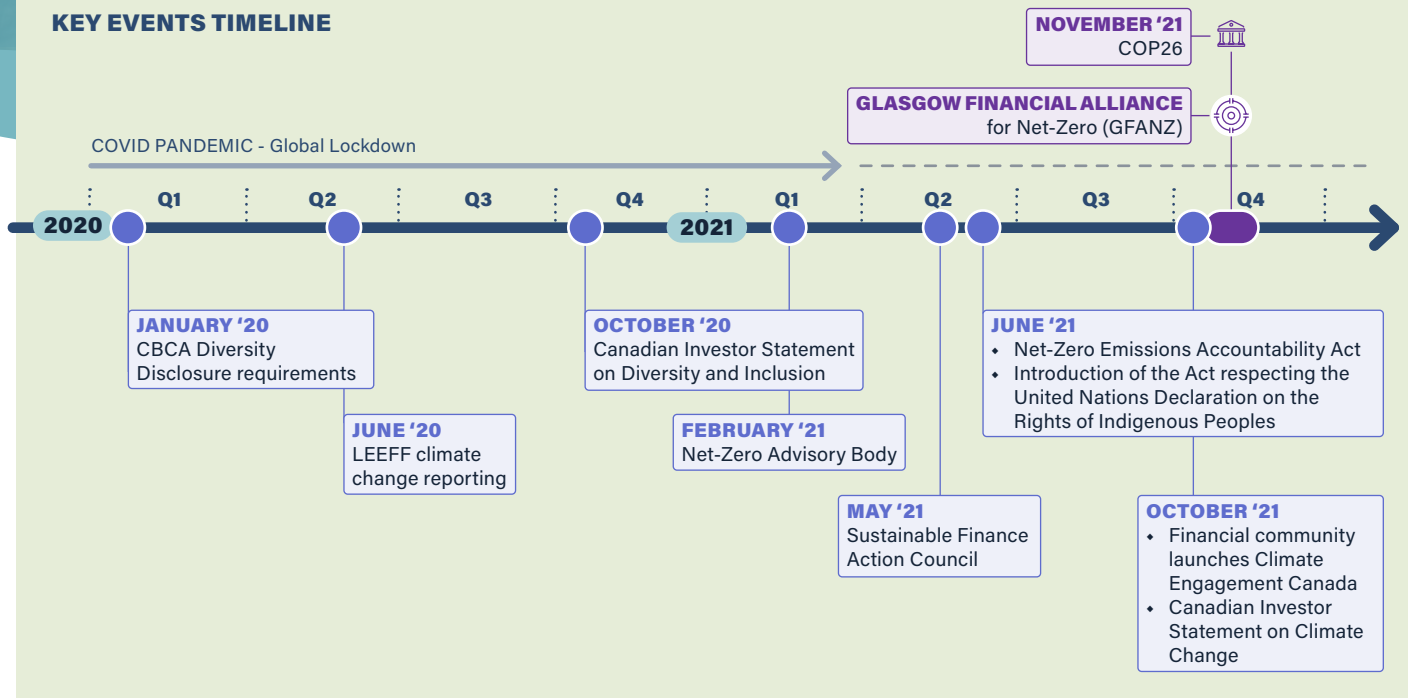 KEY EVENTS TIMELINE
NOVEMBER ‘21
COP26
GLASGOW FINANCIAL ALLIANCE
for Net-Zero (GFANZ)
COVID PANDEMIC - Global Lockdown
Q1 Q2 Q3 Q4 Q1 Q2 Q3 Q4
2020 2021
JANUARY ‘20
CBCA Diversity
Disclosure requirements
JUNE ‘20
LEEFF climate
change reporting
OCTOBER ‘20
Canadian Investor Statement
on Diversity and Inclusion
FEBRUARY ‘21
Net-Zero Advisory Body
MAY ‘21
Sustainable Finance
Action Council
JUNE ‘21
⬩ Net-Zero Emissions Accountability Act
⬩ Introduction of the Act respecting the
United Nations Declaration on the
Rights of Indigenous Peoples
OCTOBER ‘21
⬩ Financial community
launches Climate
Engagement Canada
⬩ Canadian Investor
Statement on Climate
Change